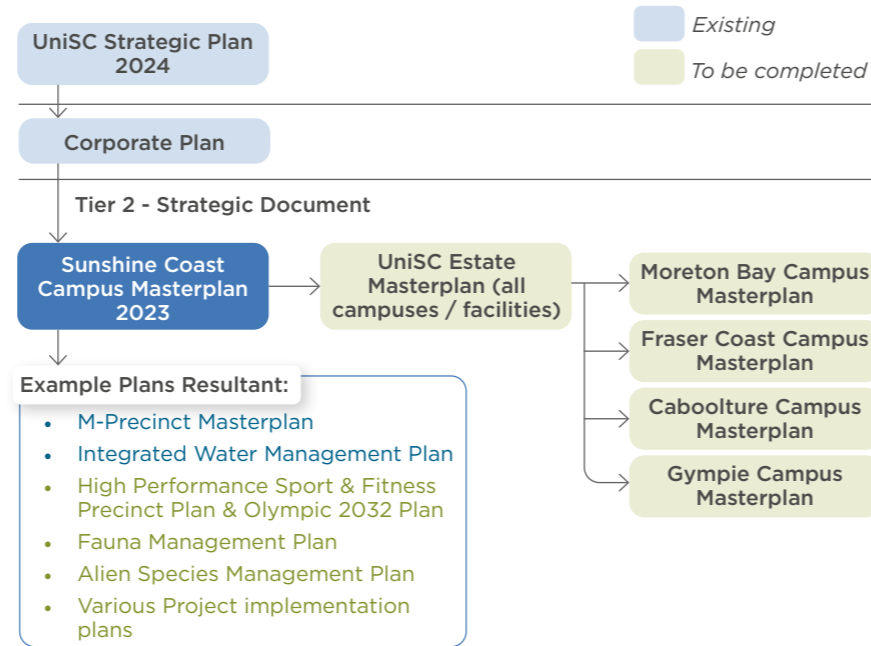 UniSC Strategic Plan
2024
Existing
To be completed
Corporate Plan
Tier 2 - Strategic Document
Sunshine Coast
Campus Masterplan
2023
UniSC Estate
Masterplan (all
campuses / facilities)
Moreton Bay Campus
Masterplan
Fraser Coast Campus
Masterplan
Caboolture Campus
Masterplan
Gympie Campus
Masterplan
Example Plans Resultant:
• M-Precinct Masterplan
• Integrated Water Management Plan
• High Performance Sport & Fitness
Precinct Plan & Olympic 2032 Plan
• Fauna Management Plan
• Alien Species Management Plan
• Various Project implementation
plans